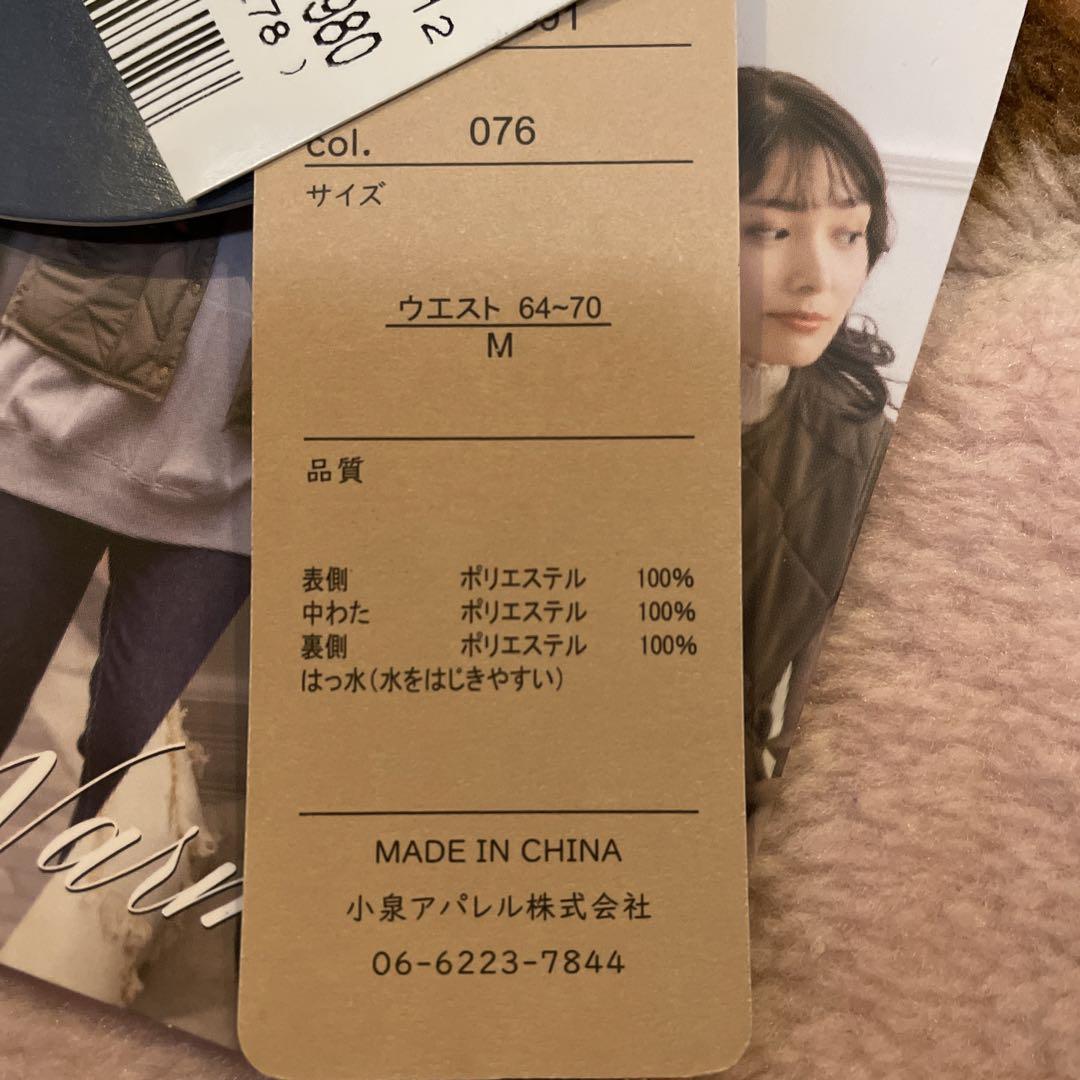 980
12
78)
col. 076
サイズ
ウエスト 64~70
M
品質
表側 ポリエステル 100%
中わた ポリエステル 100%
裏側 ポリエステル 100%
はっ水(水をはじきやすい)
MADE IN CHINA
小泉アパレル株式会社
06-6223-7844